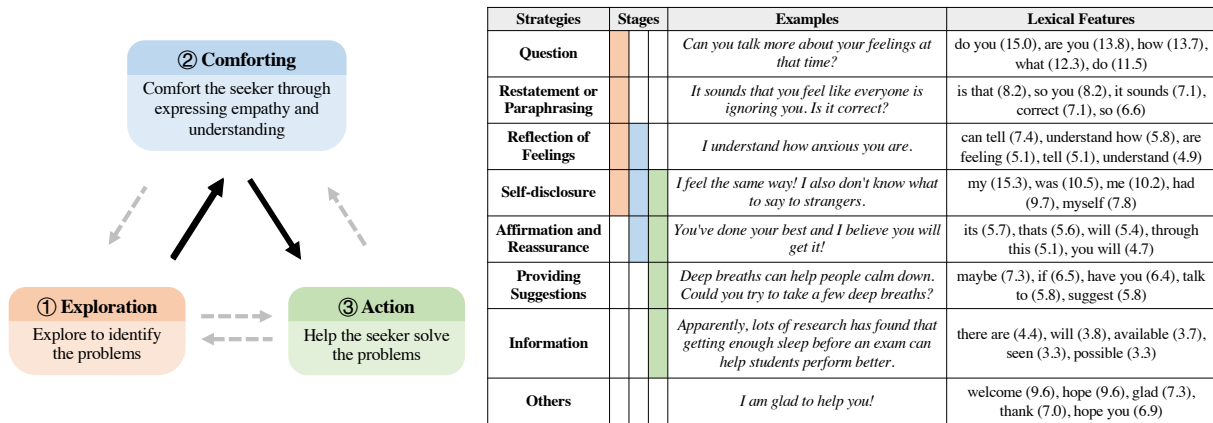 ② Comforting
Comfort the seeker through
expressing empathy and
understanding
① Exploration
Explore to identify
the problems
③ Action
Help the seeker solve
the problems
Strategies Stages Examples Lexical Features
Question
Can you talk more about your feelings at
that time?
do you (15.0), are you (13.8), how (13.7),
what (12.3), do (11.5)
Restatement or
Paraphrasing
It sounds that you feel like everyone is
ignoring you. Is it correct?
is that (8.2), so you (8.2), it sounds (7.1),
correct (7.1), so (6.6)
Reflection of
Feelings
I understand how anxious you are.
can tell (7.4), understand how (5.8), are
feeling (5.1), tell (5.1), understand (4.9)
Self-disclosure
I feel the same way! I also don't know what
to say to strangers.
my (15.3), was (10.5), me (10.2), had
(9.7), myself (7.8)
Affirmation and
Reassurance
You've done your best and I believe you will
get it!
its (5.7), thats (5.6), will (5.4), through
this (5.1), you will (4.7)
Providing
Suggestions
Deep breaths can help people calm down.
Could you try to take a few deep breaths?
maybe (7.3), if (6.5), have you (6.4), talk
to (5.8), suggest (5.8)
Information
Apparently, lots of research has found that
getting enough sleep before an exam can
help students perform better.
there are (4.4), will (3.8), available (3.7),
seen (3.3), possible (3.3)
Others
I am glad to help you!
welcome (9.6), hope (9.6), glad (7.3),
thank (7.0), hope you (6.9)